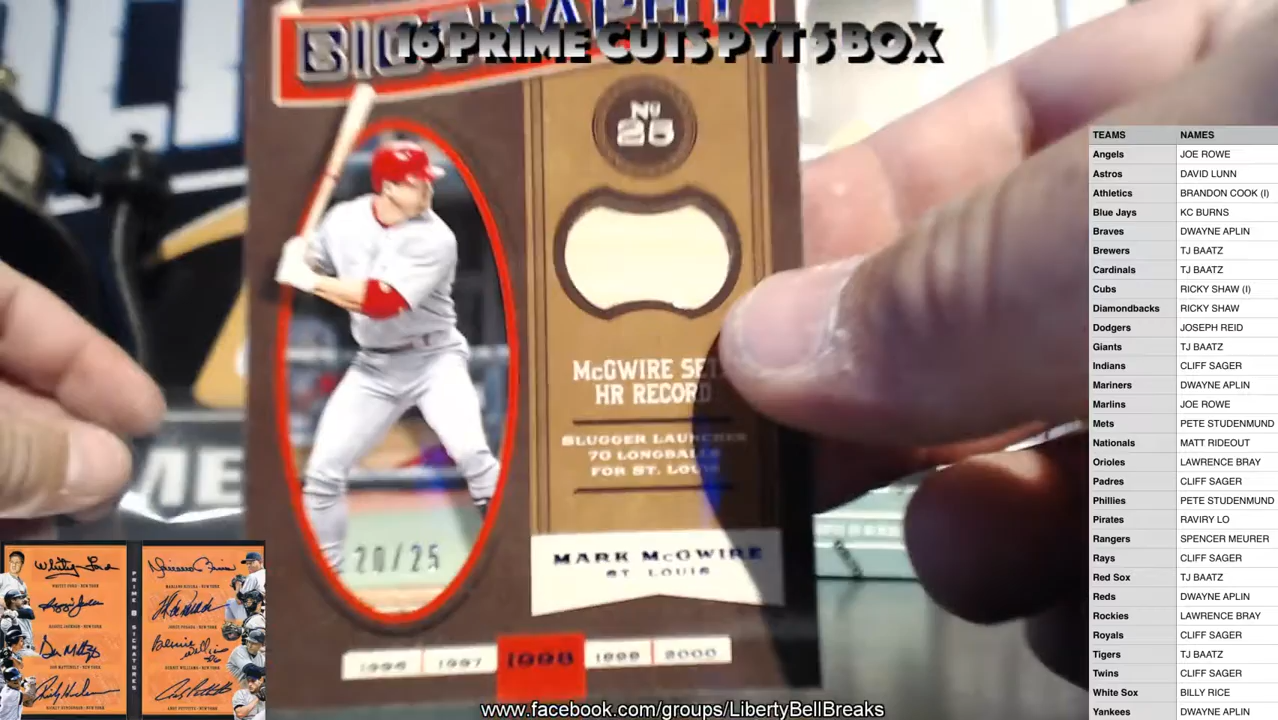 BIOGRAPHY
16 PRIME CUTS PYT 5 BOX
No
25
McGWIRE SETS
HR RECORD
SLUGGER LAUNCHED
70 LONGBALLS
FOR ST. LOUIS
20/25
MARK McGWIRE
ST. LOUIS
1996 1997 1998 1999 2000
ME
TEAMS NAMES
Angels JOE ROWE
Astros DAVID LUNN
Athletics BRANDON COOK (I)
Blue Jays KC BURNS
Braves DWAYNE APLIN
Brewers TJ BAATZ
Cardinals TJ BAATZ
Cubs RICKY SHAW (I)
Diamondbacks RICKY SHAW
Dodgers JOSEPH REID
Giants TJ BAATZ
Indians CLIFF SAGER
Mariners DWAYNE APLIN
Marlins JOE ROWE
Mets PETE STUDENMUND
Nationals MATT RIDEOUT
Orioles LAWRENCE BRAY
Padres CLIFF SAGER
Phillies PETE STUDENMUND
Pirates RAVIRY LO
Rangers SPENCER MEURER
Rays CLIFF SAGER
Red Sox TJ BAATZ
Reds DWAYNE APLIN
Rockies LAWRENCE BRAY
Royals CLIFF SAGER
Tigers TJ BAATZ
Twins CLIFF SAGER
White Sox BILLY RICE
Yankees DWAYNE APLIN
PRIME 8 SIGNATURES
www.facebook.com/groups/LibertyBellBreaks